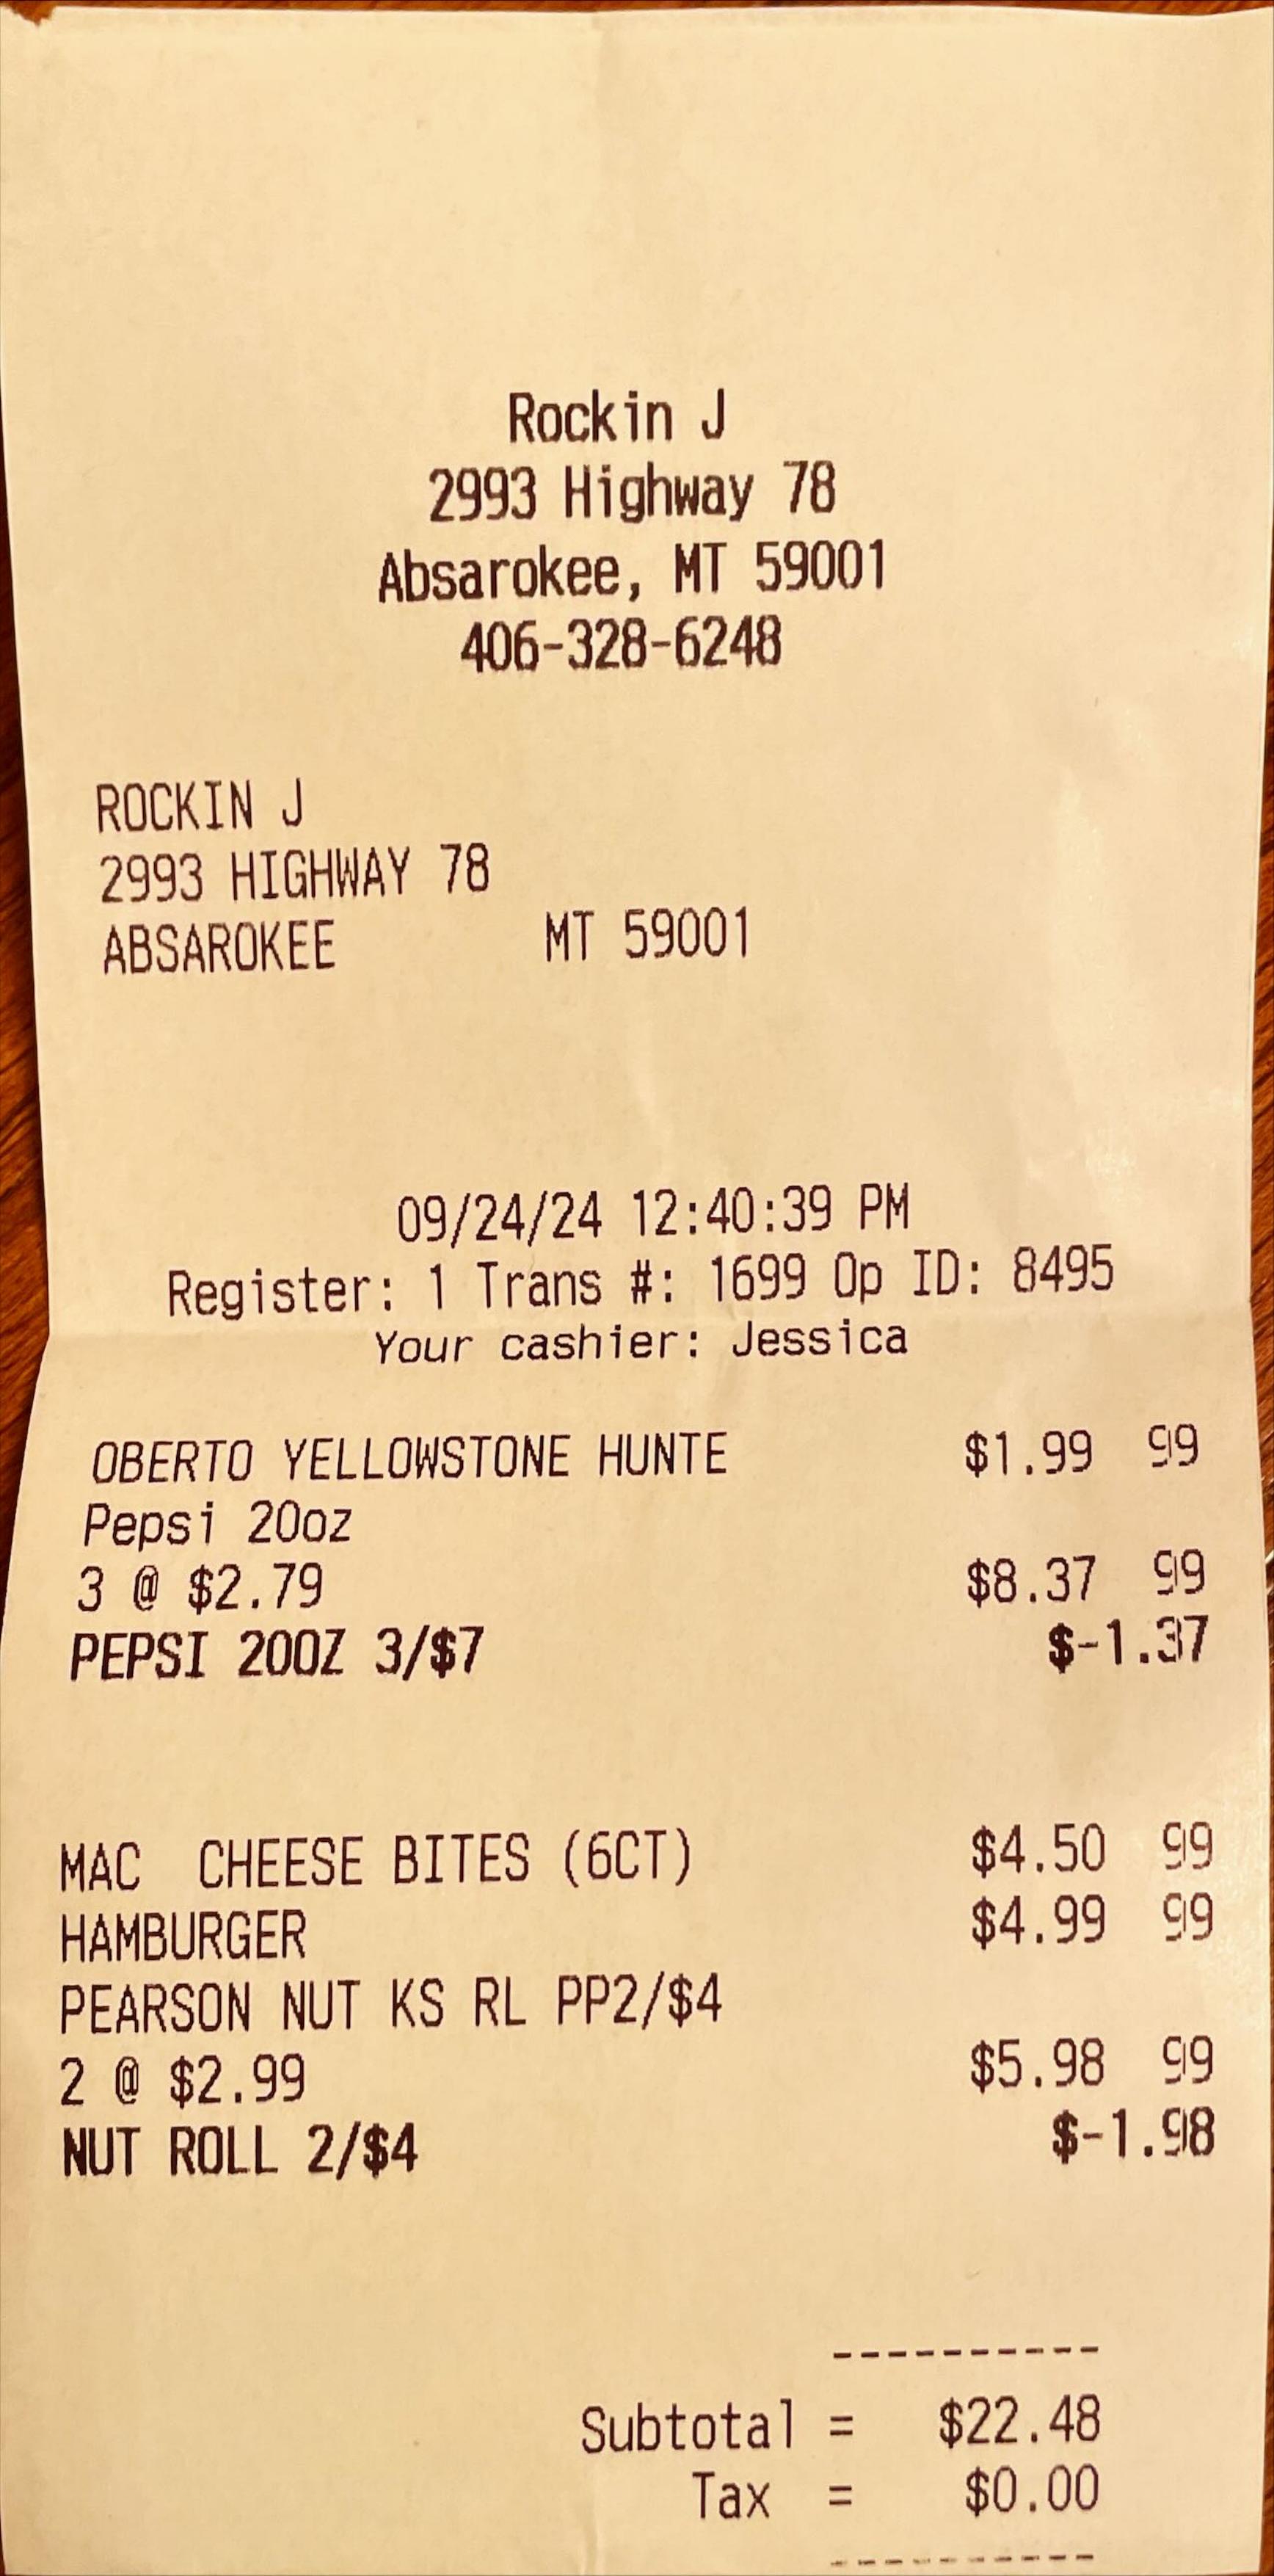 Rockin J
2993 Highway 78
Absarokee, MT 59001
406-328-6248
ROCKIN J
2993 HIGHWAY 78
ABSAROKEE MT 59001
09/24/24 12:40:39 PM
Register: 1 Trans #: 1699 Op ID: 8495
Your cashier: Jessica
OBERTO YELLOWSTONE HUNTE $1.99 99
Pepsi 20oz
3 @ $2.79 $8.37 99
PEPSI 20OZ 3/$7 $-1.37
MAC CHEESE BITES (6CT) $4.50 99
HAMBURGER $4.99 99
PEARSON NUT KS RL PP2/$4
2 @ $2.99 $5.98 99
NUT ROLL 2/$4 $-1.98
----------
Subtotal = $22.48
Tax = $0.00
----------